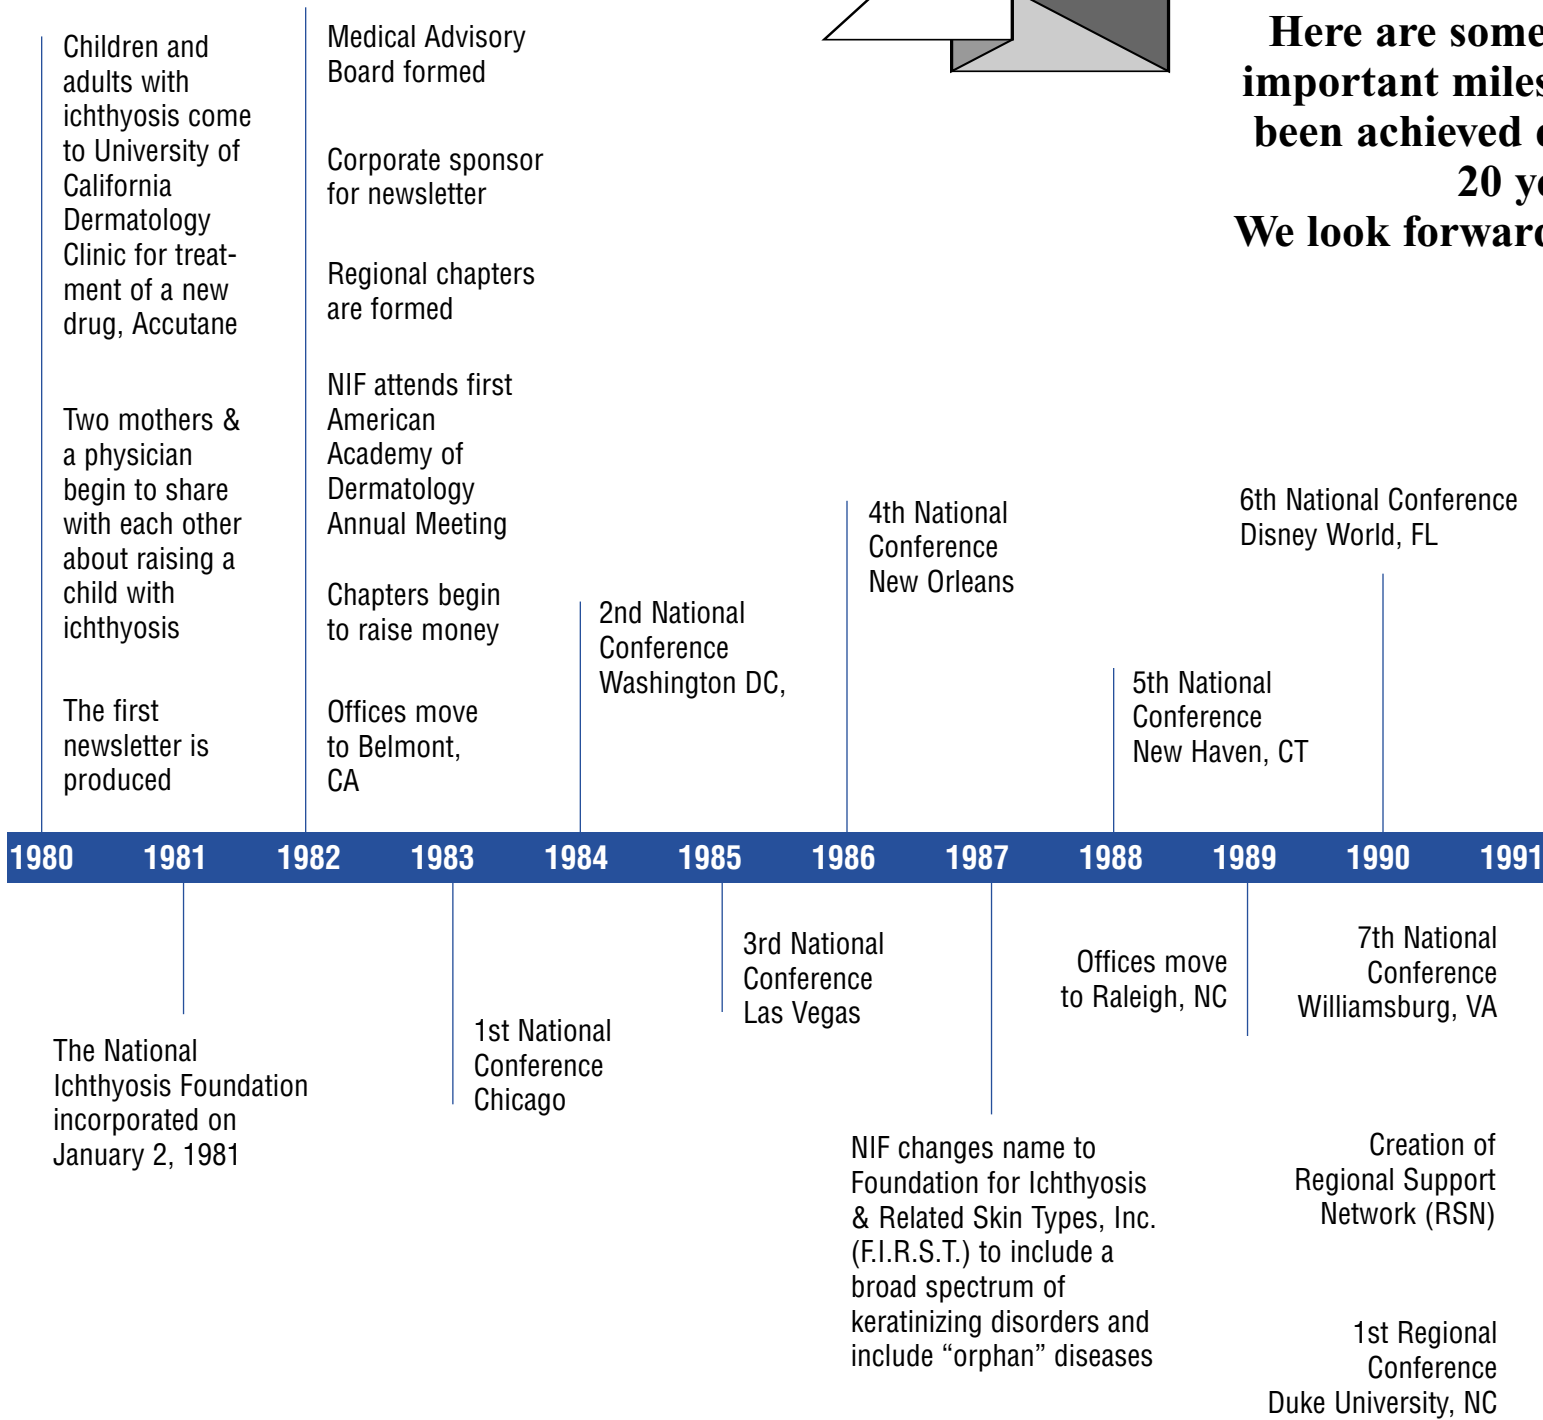 Here are some
important miles
been achieved
20 ye
We look forward
Children and
adults with
ichthyosis come
to University of
California
Dermatology
Clinic for treat-
ment of a new
drug, Accutane
Two mothers &
a physician
begin to share
with each other
about raising a
child with
ichthyosis
The first
newsletter is
produced
Medical Advisory
Board formed
Corporate sponsor
for newsletter
Regional chapters
are formed
NIF attends first
American
Academy of
Dermatology
Annual Meeting
Chapters begin
to raise money
Offices move
to Belmont,
CA
2nd National
Conference
Washington DC,
4th National
Conference
New Orleans
5th National
Conference
New Haven, CT
6th National Conference
Disney World, FL
1980 1981 1982 1983 1984 1985 1986 1987 1988 1989 1990 1991
The National
Ichthyosis Foundation
incorporated on
January 2, 1981
1st National
Conference
Chicago
3rd National
Conference
Las Vegas
NIF changes name to
Foundation for Ichthyosis
& Related Skin Types, Inc.
(F.I.R.S.T.) to include a
broad spectrum of
keratinizing disorders and
include “orphan” diseases
Offices move
to Raleigh, NC
7th National
Conference
Williamsburg, VA
Creation of
Regional Support
Network (RSN)
1st Regional
Conference
Duke University, NC